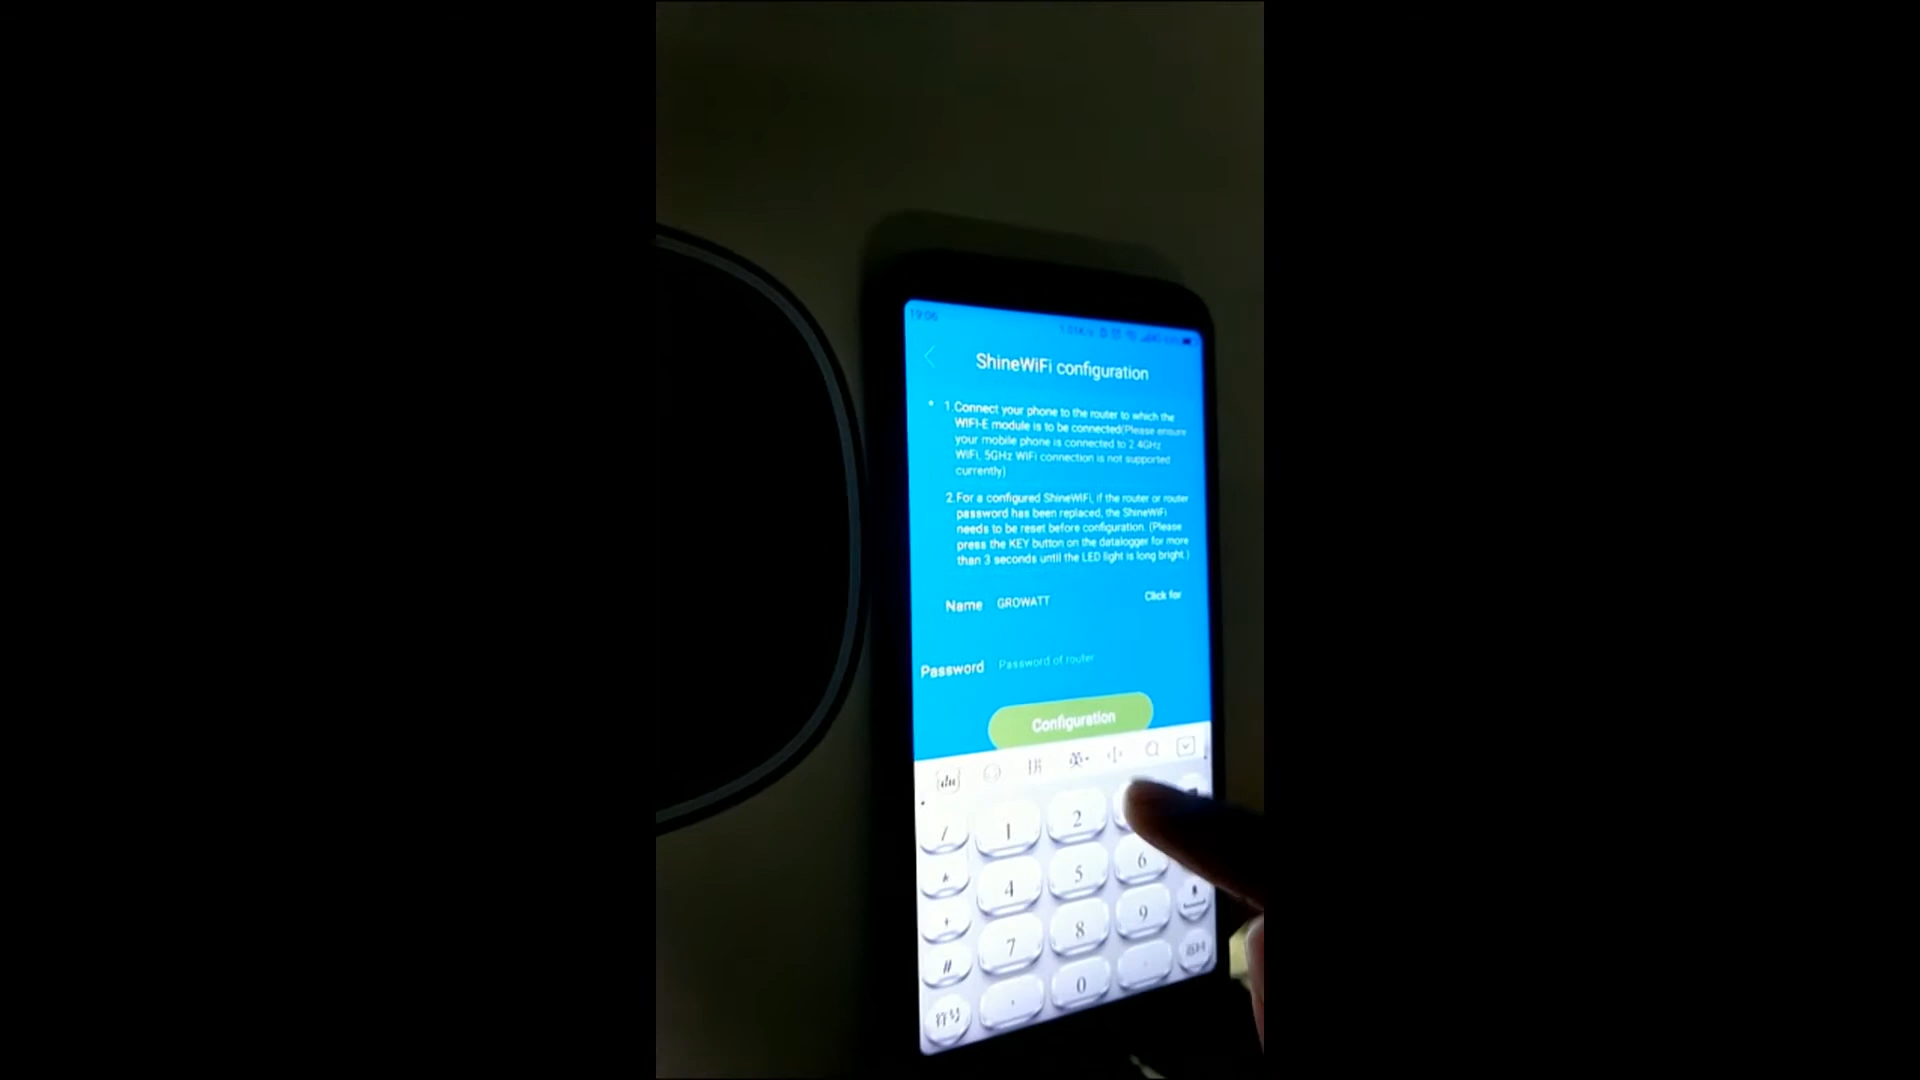 19:06
ShineWiFi configuration
* 1.Connect your phone to the router to which the
WIFI-E module is to be connected(Please ensure
your mobile phone is connected to 2.4GHz
WiFi, 5GHz WiFi connection is not supported
currently)
2.For a configured ShineWiFi, if the router or router
password has been replaced, the ShineWiFi
needs to be reset before configuration. (Please
press the KEY button on the datalogger for more
than 3 seconds until the LED light is long bright.)
Name GROWATT Click for
Password Password of router
Configuration
du 拼 英
/ 1 2
* 4 5 6
+ 7 8 9
# . 0
符号